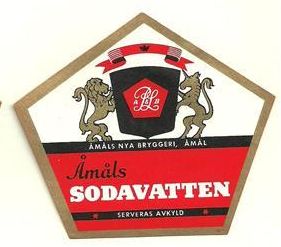 A B
ÅMÅLS NYA BRYGGERI, ÅMÅL
Åmåls
SODAVATTEN
SERVERAS AVKYLD